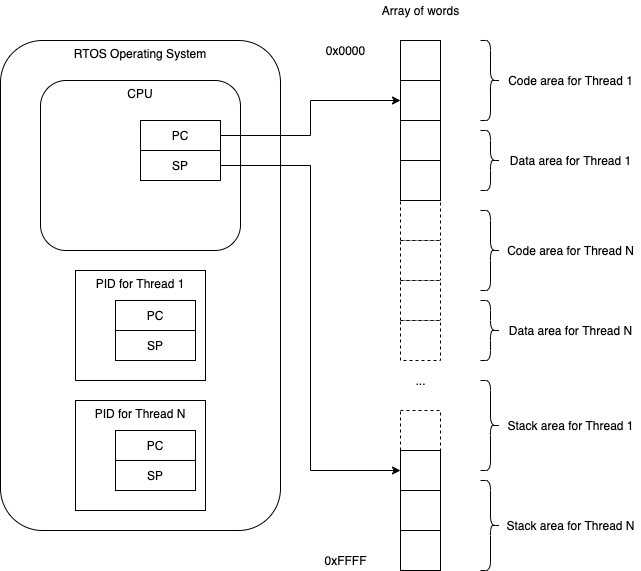 Array of words
RTOS Operating System
0x0000
CPU
Code area for Thread 1
PC
SP
Data area for Thread 1
Code area for Thread N
PID for Thread 1
PC
SP
Data area for Thread N
...
PID for Thread N
PC
SP
Stack area for Thread 1
Stack area for Thread N
0xFFFF